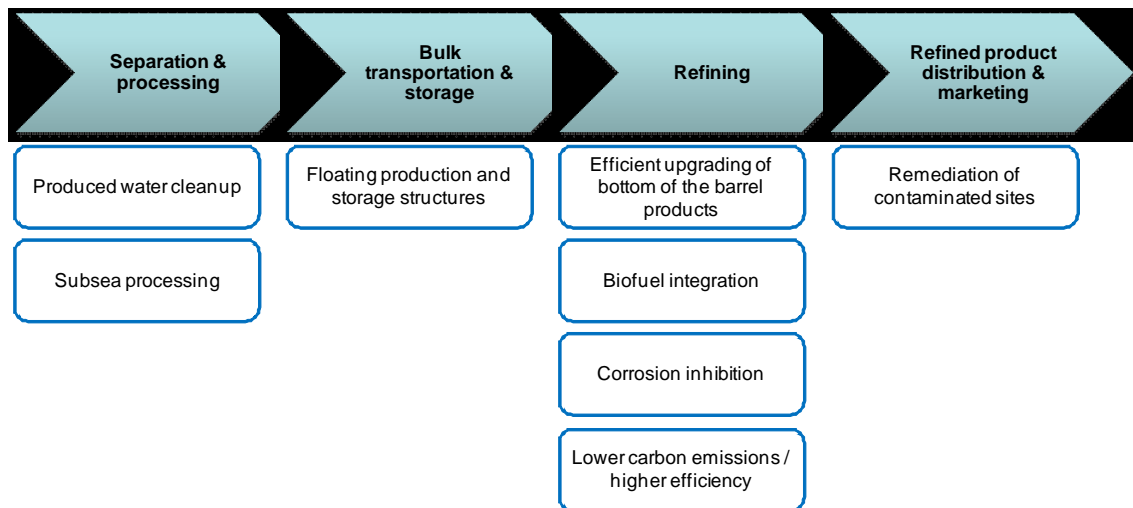 Separation &
processing
Bulk
transportation &
storage
Refining
Refined product
distribution &
marketing
Produced water cleanup
Subsea processing
Floating production and
storage structures
Efficient upgrading of
bottom of the barrel
products
Biofuel integration
Corrosion inhibition
Lower carbon emissions /
higher efficiency
Remediation of
contaminated sites